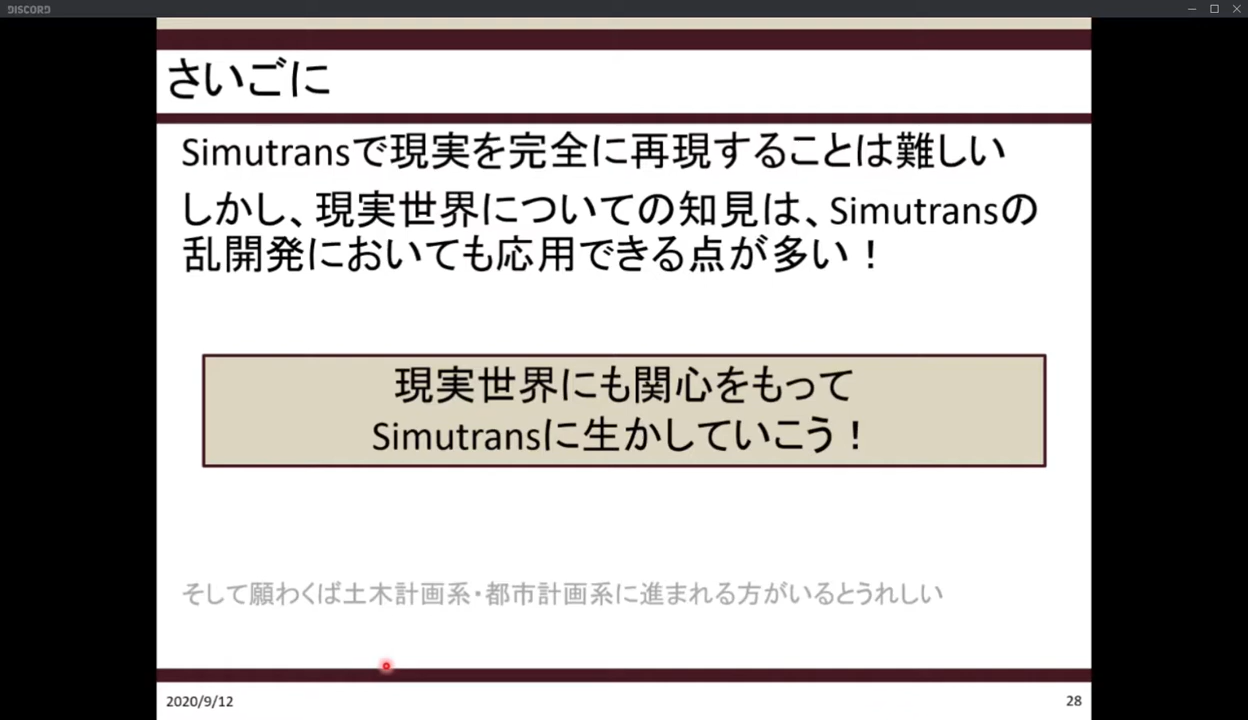 DISCORD
さいごに
Simutransで現実を完全に再現することは難しい
しかし、現実世界についての知見は、Simutransの
乱開発においても応用できる点が多い！
現実世界にも関心をもって
Simutransに生かしていこう！
そして願わくば土木計画系・都市計画系に進まれる方がいるとうれしい
2020/9/12
28